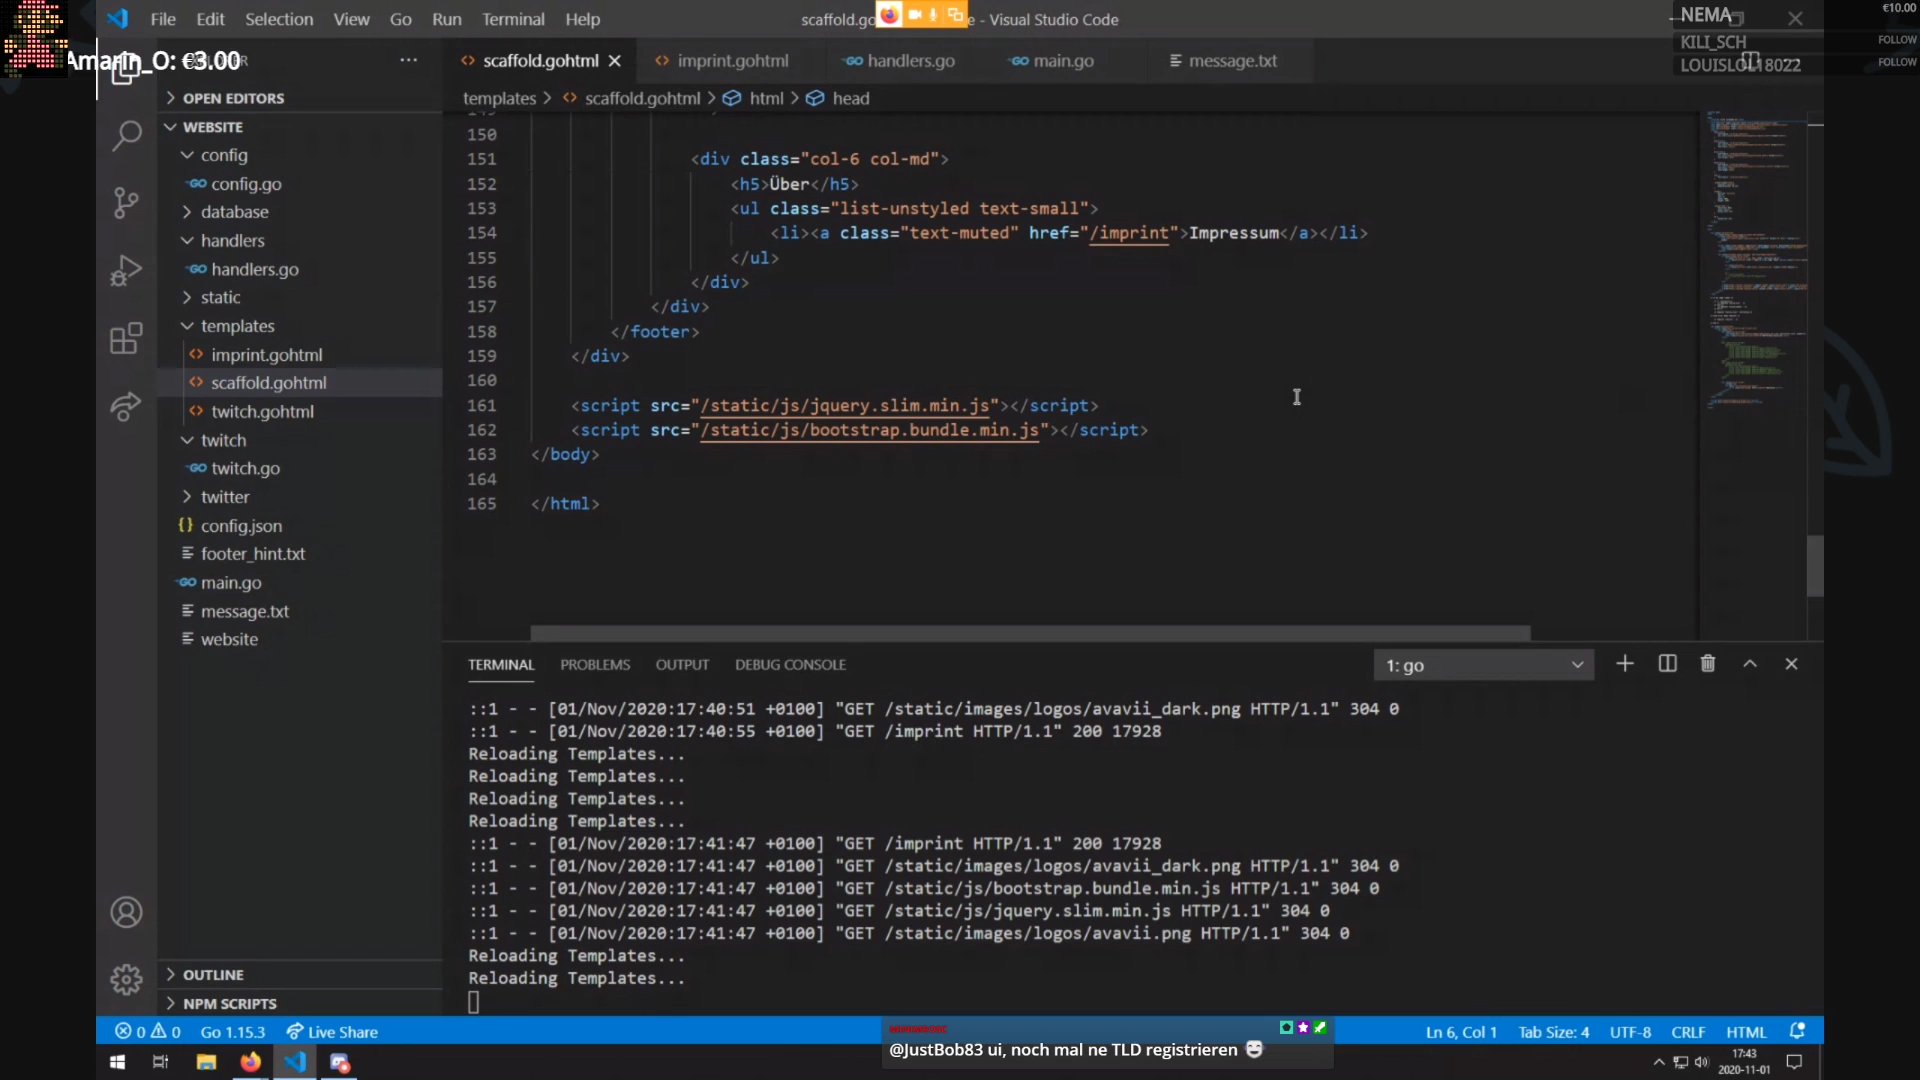 File Edit Selection View Go Run Terminal Help
scaffold.go
e - Visual Studio Code
NEMA
€10.00
KILI_SCH
FOLLOW
LOUISLOL18022
FOLLOW
Amarin_O: €3.00
scaffold.gohtml
imprint.gohtml
handlers.go
main.go
message.txt
OPEN EDITORS
WEBSITE
config
config.go
database
handlers
handlers.go
static
templates
imprint.gohtml
scaffold.gohtml
twitch.gohtml
twitch
twitch.go
twitter
config.json
footer_hint.txt
main.go
message.txt
website
OUTLINE
NPM SCRIPTS
templates > scaffold.gohtml > html > head
150
151 <div class="col-6 col-md">
152 <h5>Über</h5>
153 <ul class="list-unstyled text-small">
154 <li><a class="text-muted" href="/imprint">Impressum</a></li>
155 </ul>
156 </div>
157 </div>
158 </footer>
159 </div>
160
161 <script src="/static/js/jquery.slim.min.js"></script>
162 <script src="/static/js/bootstrap.bundle.min.js"></script>
163 </body>
164
165 </html>
TERMINAL PROBLEMS OUTPUT DEBUG CONSOLE
1: go
::1 - - [01/Nov/2020:17:40:51 +0100] "GET /static/images/logos/avavii_dark.png HTTP/1.1" 304 0
::1 - - [01/Nov/2020:17:40:55 +0100] "GET /imprint HTTP/1.1" 200 17928
Reloading Templates...
Reloading Templates...
Reloading Templates...
Reloading Templates...
::1 - - [01/Nov/2020:17:41:47 +0100] "GET /imprint HTTP/1.1" 200 17928
::1 - - [01/Nov/2020:17:41:47 +0100] "GET /static/images/logos/avavii_dark.png HTTP/1.1" 304 0
::1 - - [01/Nov/2020:17:41:47 +0100] "GET /static/js/bootstrap.bundle.min.js HTTP/1.1" 304 0
::1 - - [01/Nov/2020:17:41:47 +0100] "GET /static/js/jquery.slim.min.js HTTP/1.1" 304 0
::1 - - [01/Nov/2020:17:41:47 +0100] "GET /static/images/logos/avavii.png HTTP/1.1" 304 0
Reloading Templates...
Reloading Templates...
0 0 Go 1.15.3 Live Share
Ln 6, Col 1 Tab Size: 4 UTF-8 CRLF HTML
@JustBob83 ui, noch mal ne TLD registrieren
17:43
2020-11-01